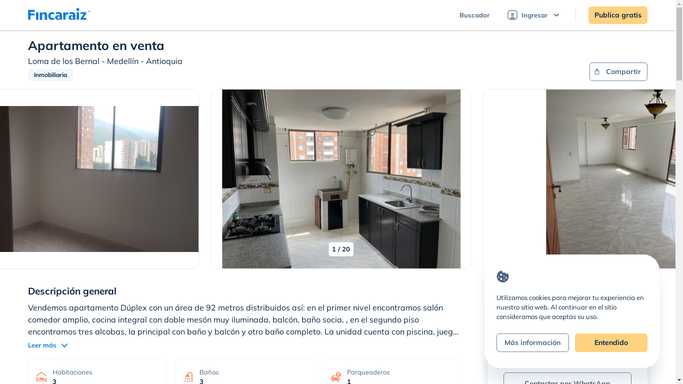 Fincaraiz
Buscador
Ingresar
Publica gratis
Apartamento en venta
Loma de los Bernal - Medellín - Antioquia
Inmobiliaria
Compartir
1 / 20
Descripción general
Vendemos apartamento Dúplex con un área de 92 metros distribuidos así: en el primer nivel encontramos salón
comedor amplio, cocina integral con doble mesón muy iluminada, balcón, baño socia, , en el segundo piso
encontramos tres alcobas, la principal con baño y balcón y otro baño completo. La unidad cuenta con piscina, jueg...
Leer más
Habitaciones
3
Baños
3
Parqueaderos
1
Utilizamos cookies para mejorar tu experiencia en
nuestro sitio web. Al continuar en el sitio
consideramos que aceptas su uso.
Más información
Entendido
Contactar por WhatsApp